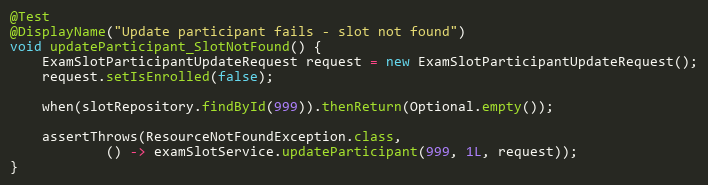 @Test
@DisplayName("Update participant fails - slot not found")
void updateParticipant_SlotNotFound() {
    ExamSlotParticipantUpdateRequest request = new ExamSlotParticipantUpdateRequest();
    request.setIsEnrolled(false);

    when(slotRepository.findById(999)).thenReturn(Optional.empty());

    assertThrows(ResourceNotFoundException.class,
            () -> examSlotService.updateParticipant(999, 1L, request));
}